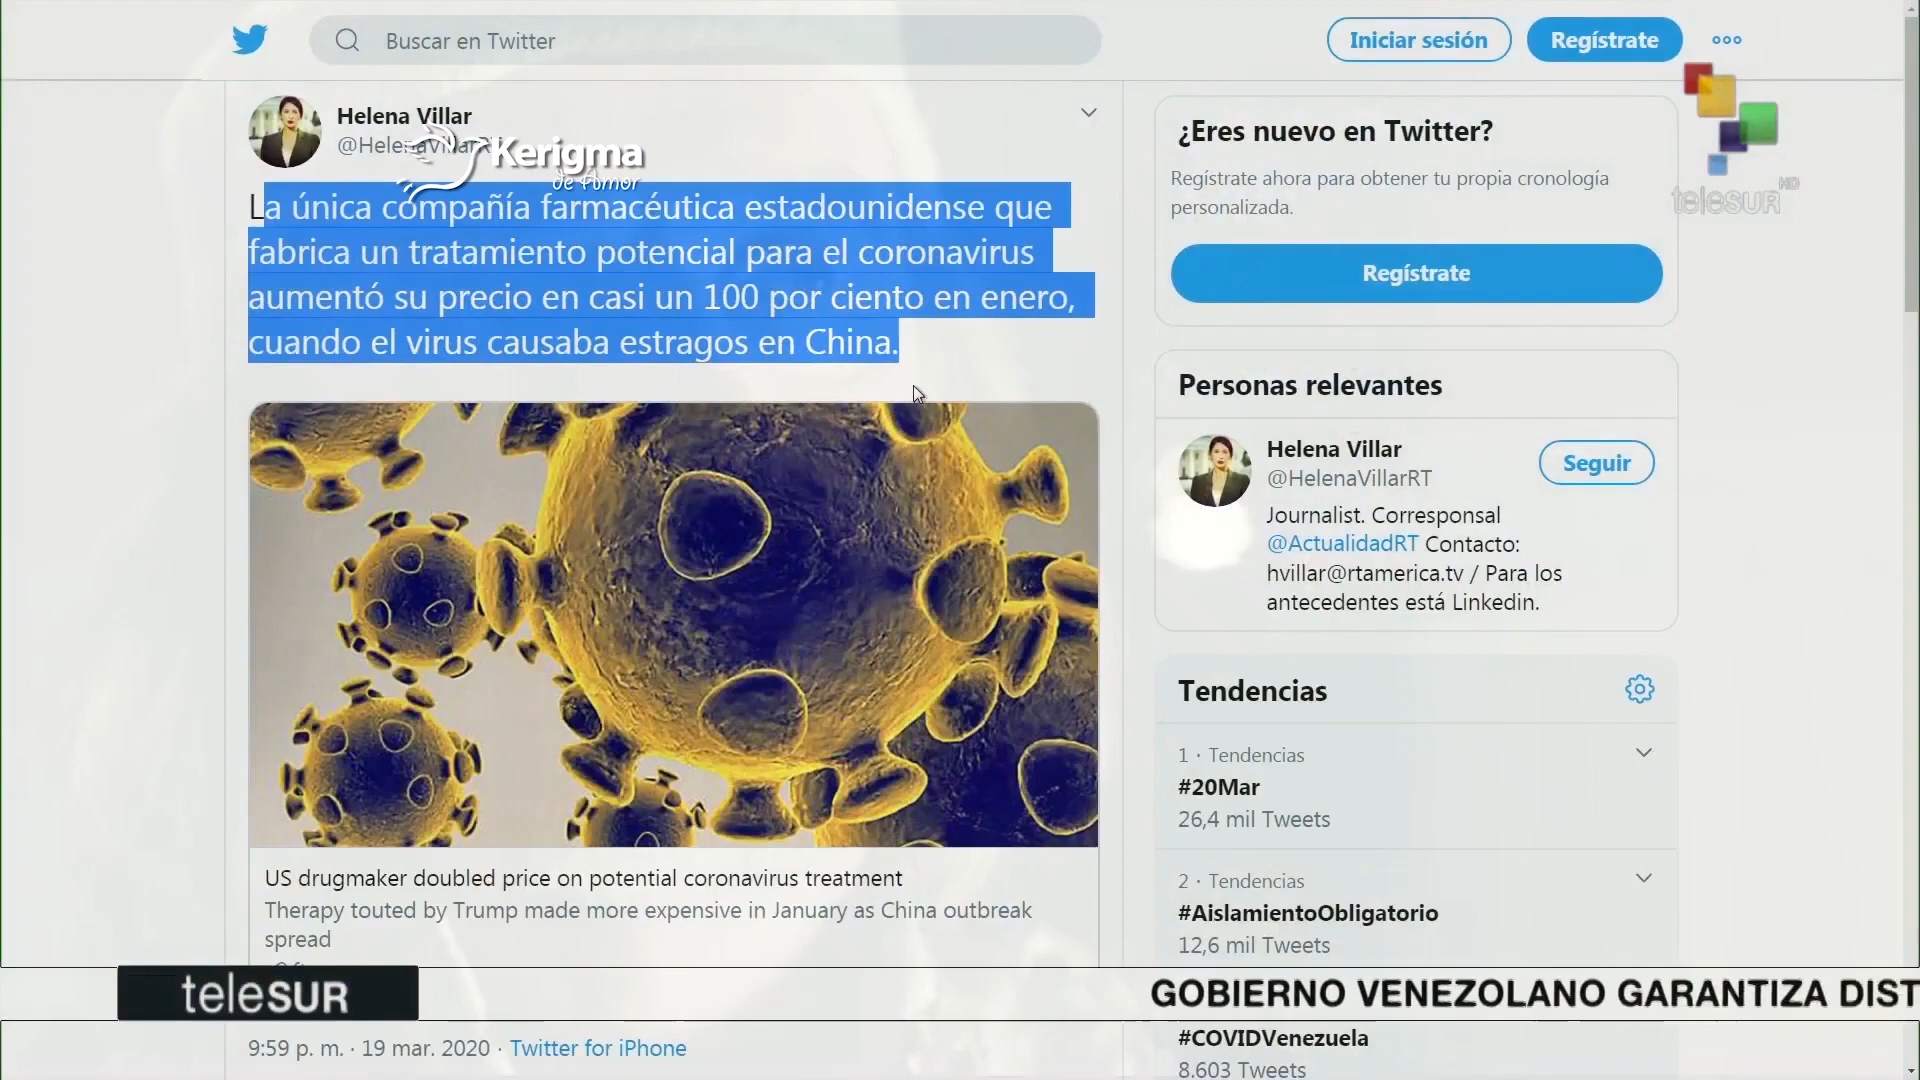 Buscar en Twitter
Iniciar sesión
Regístrate
Helena Villar
Kerigma
de Amor
La única compañía farmacéutica estadounidense que
fabrica un tratamiento potencial para el coronavirus
aumentó su precio en casi un 100 por ciento en enero,
cuando el virus causaba estragos en China.
US drugmaker doubled price on potential coronavirus treatment
Therapy touted by Trump made more expensive in January as China outbreak
spread
9:59 p. m. · 19 mar. 2020 · Twitter for iPhone
¿Eres nuevo en Twitter?
Regístrate ahora para obtener tu propia cronología
personalizada.
Regístrate
teleSUR HD
Personas relevantes
Helena Villar
@HelenaVillarRT
Seguir
Journalist. Corresponsal
@ActualidadRT Contacto:
hvillar@rtamerica.tv / Para los
antecedentes está Linkedin.
Tendencias
1 · Tendencias
#20Mar
26,4 mil Tweets
2 · Tendencias
#AislamientoObligatorio
12,6 mil Tweets
teleSUR
GOBIERNO VENEZOLANO GARANTIZA DIST
#COVIDVenezuela
8.603 Tweets